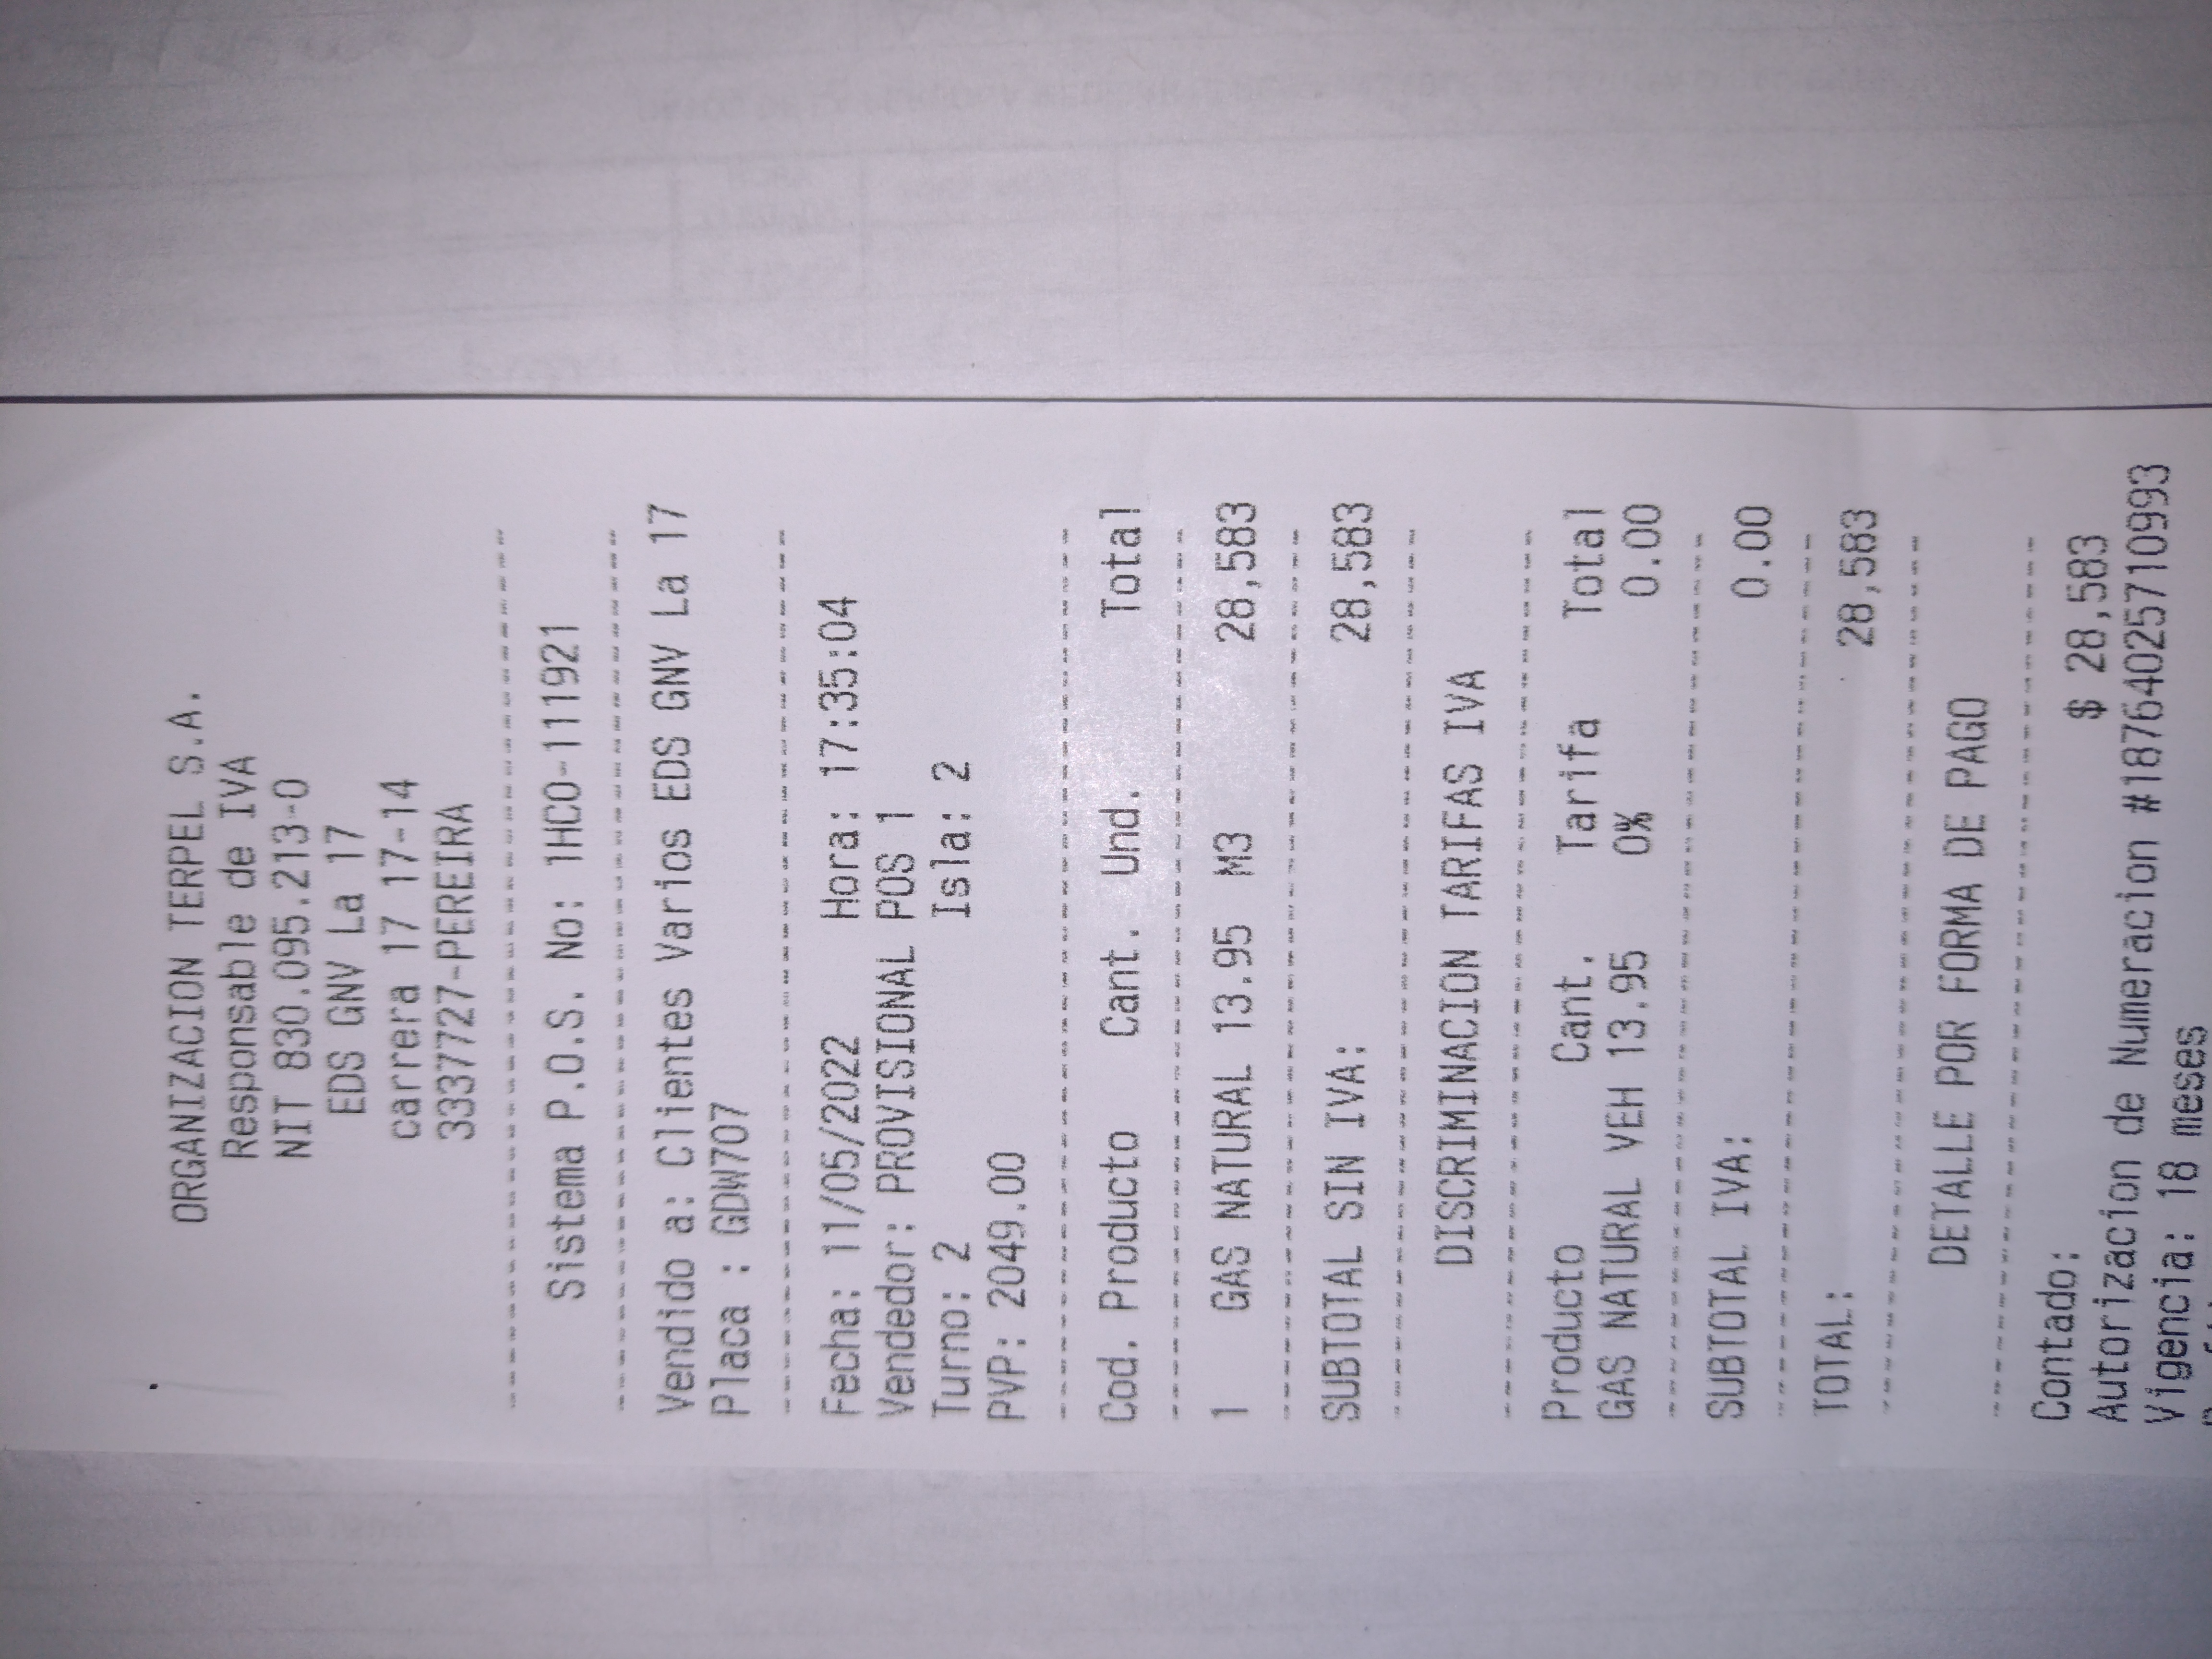 ORGANIZACION TERPEL S.A.
Responsable de IVA
NIT 830.095.213-0
EDS GNV La 17
carrera 17 17-14
3337727-PEREIRA
Sistema P.O.S. No: 1HCO-111921
Vendido a: Clientes Varios EDS GNV La 17
Placa : GDW707
Fecha: 11/05/2022 Hora: 17:35:04
Vendedor: PROVISIONAL POS 1
Turno: 2 Isla: 2
PVP: 2049.00
Cod. Producto Cant. Und. Total
1 GAS NATURAL 13.95 M3 28,583
SUBTOTAL SIN IVA: 28,583
DISCRIMINACION TARIFAS IVA
Producto Cant. Tarifa Total
GAS NATURAL VEH 13.95 0% 0.00
SUBTOTAL IVA: 0.00
TOTAL: 28,583
DETALLE POR FORMA DE PAGO
Contado: $ 28,583
Autorizacion de Numeracion #18764025710993
Vigencia: 18 meses